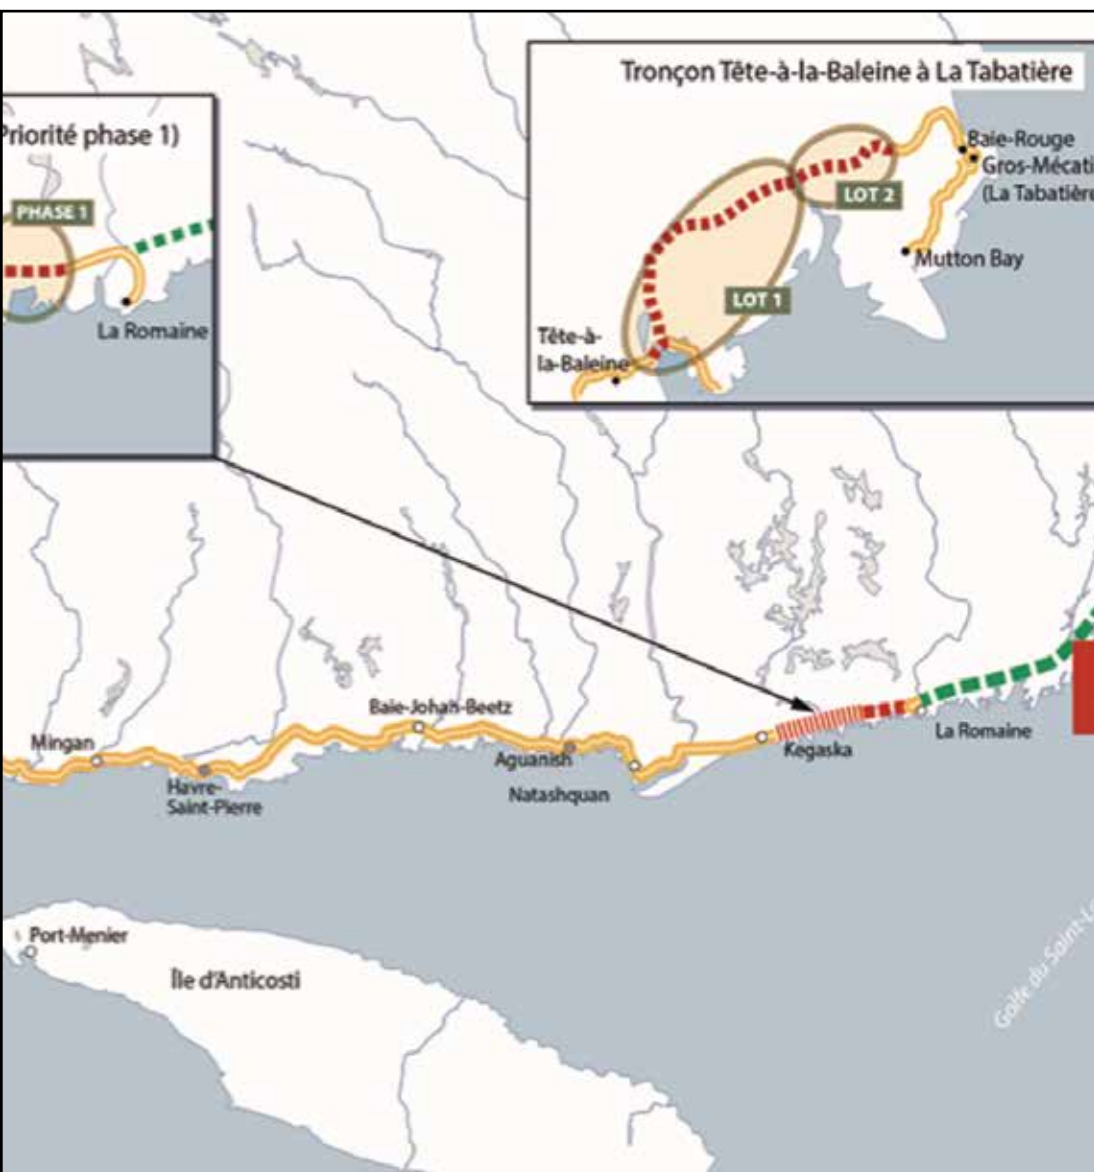 Tronçon Tête-à-la-Baleine à La Tabatière
Priorité phase 1)
PHASE 1
La Romaine
Baie-Rouge
Gros-Mécati
(La Tabatière
LOT 2
Mutton Bay
LOT 1
Tête-à-
la-Baleine
Baie-Johan-Beetz
Mingan
Aguanish
Kegaska
La Romaine
Havre-
Saint-Pierre
Natashquan
Port-Menier
Île d'Anticosti
Golfe du Saint-L